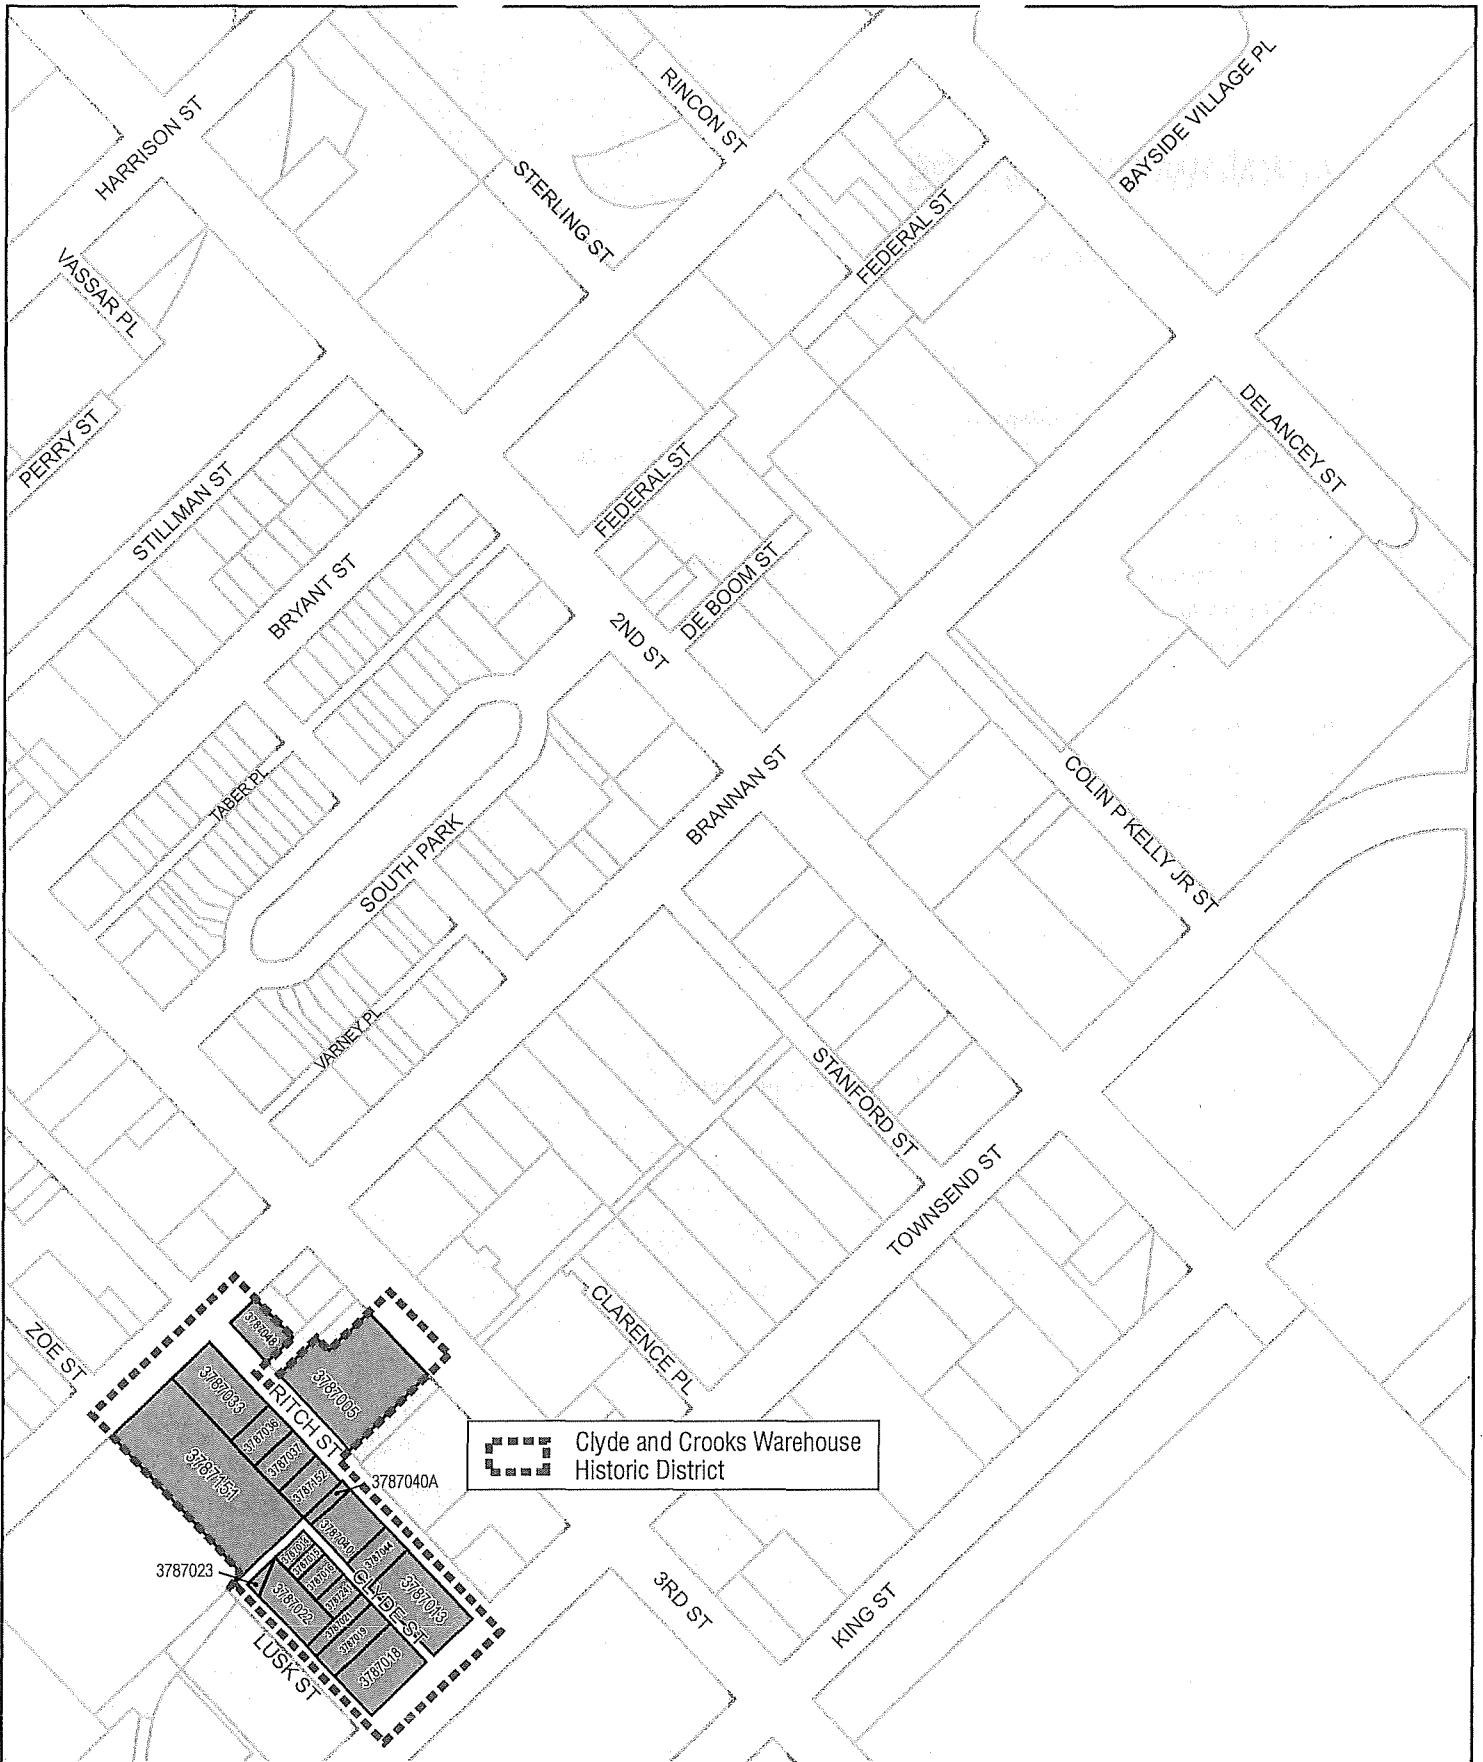 RINCON ST
BAYSIDE VILLAGE PL
HARRISON ST
STERLING ST
FEDERAL ST
VASSAR PL
DELANCEY ST
PERRY ST
STILLMAN ST
FEDERAL ST
BRYANT ST
DE BOOM ST
2ND ST
TABER PL
BRANNAN ST
COLIN P KELLY JR ST
SOUTH PARK
VARNEY PL
STANFORD ST
TOWNSEND ST
ZOE ST
3787048
CLARENCE PL
3787033
RITCH ST
3787005
3787036
3787037
Clyde and Crooks Warehouse
Historic District
3787151
3787152
3787040A
3787040
3787014
3787015
3787044
3787023
3787022
CLYDE ST
3787013
3787021
3787019
3787018
3RD ST
KING ST
LUSK ST